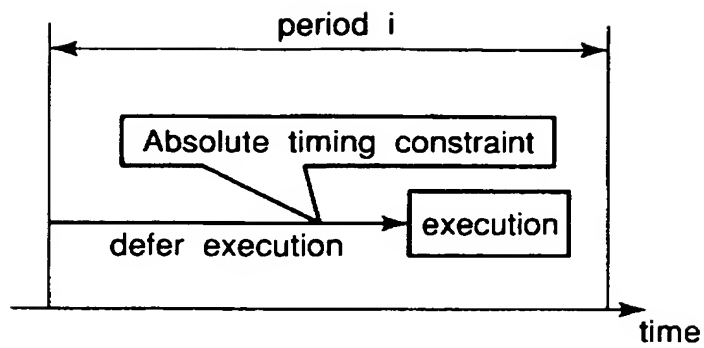 period i
Absolute timing constraint
execution
defer execution
time